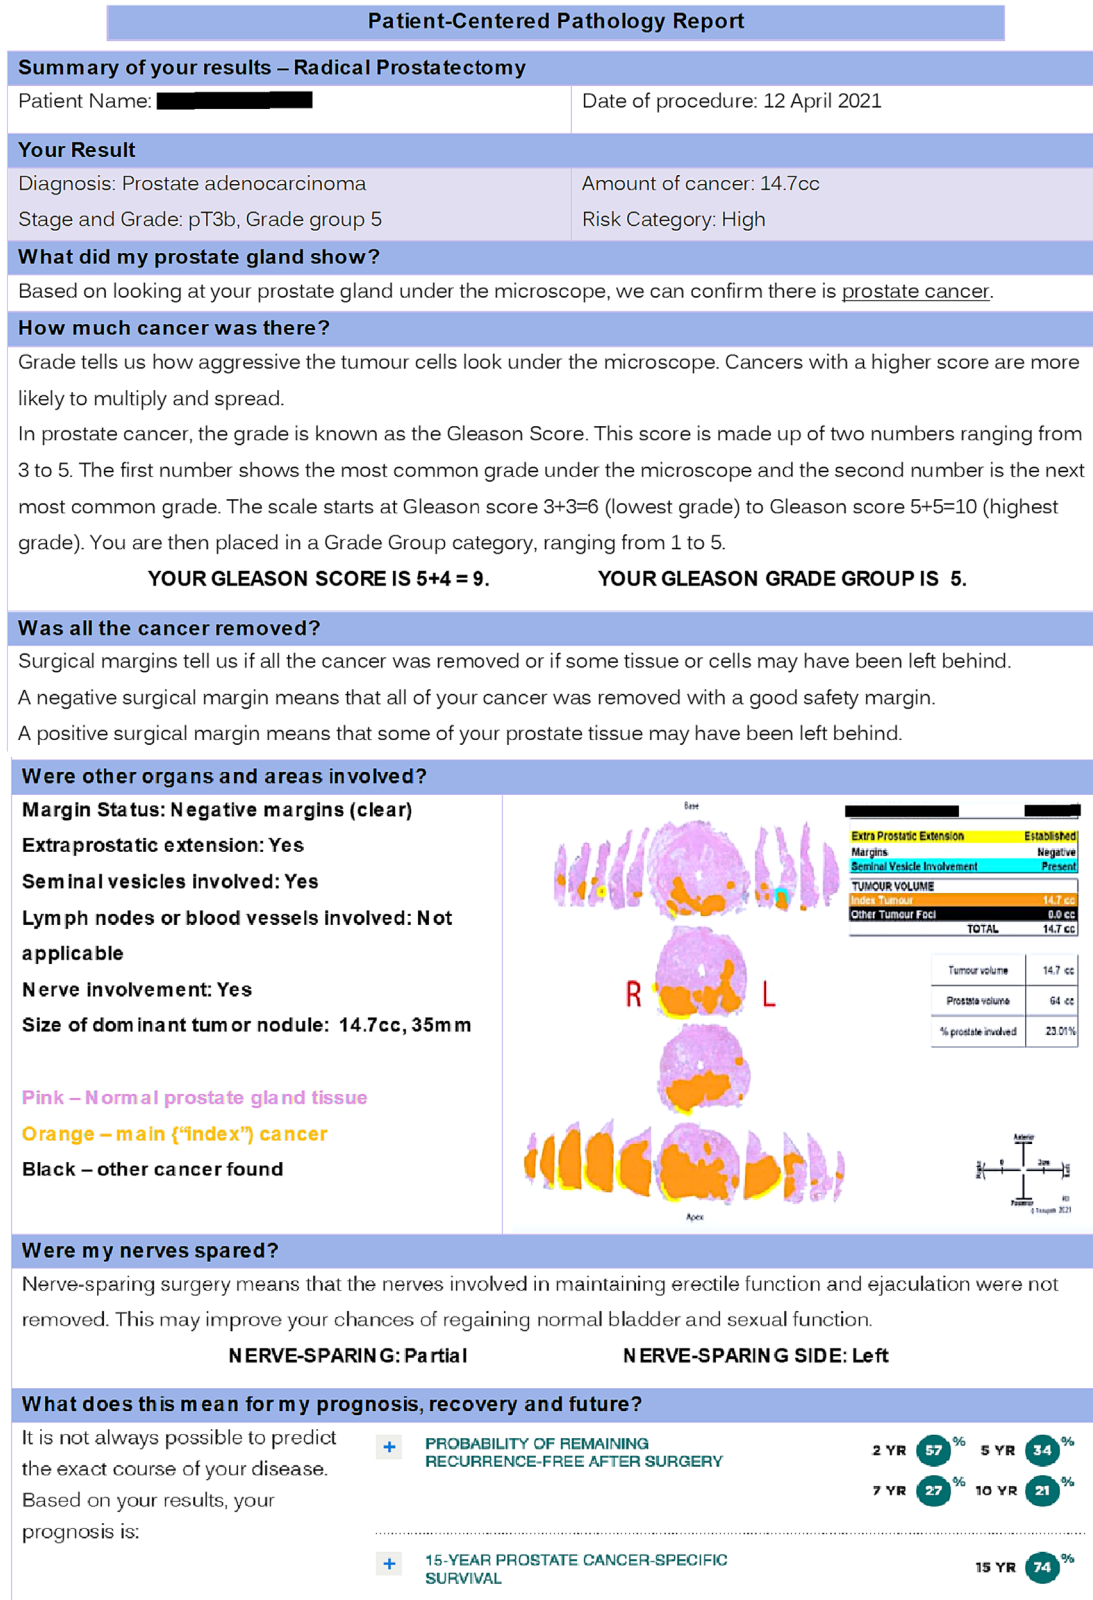 Patient-Centered Pathology Report
Summary of your results – Radical Prostatectomy
Patient Name:
Date of procedure: 12 April 2021
Your Result
Diagnosis: Prostate adenocarcinoma
Amount of cancer: 14.7cc
Stage and Grade: pT3b, Grade group 5
Risk Category: High
What did my prostate gland show?
Based on looking at your prostate gland under the microscope, we can confirm there is prostate cancer.
How much cancer was there?
Grade tells us how aggressive the tumour cells look under the microscope. Cancers with a higher score are more
likely to multiply and spread.
In prostate cancer, the grade is known as the Gleason Score. This score is made up of two numbers ranging from
3 to 5. The first number shows the most common grade under the microscope and the second number is the next
most common grade. The scale starts at Gleason score 3+3=6 (lowest grade) to Gleason score 5+5=10 (highest
grade). You are then placed in a Grade Group category, ranging from 1 to 5.
YOUR GLEASON SCORE IS 5+4 = 9.
YOUR GLEASON GRADE GROUP IS 5.
Was all the cancer removed?
Surgical margins tell us if all the cancer was removed or if some tissue or cells may have been left behind.
A negative surgical margin means that all of your cancer was removed with a good safety margin.
A positive surgical margin means that some of your prostate tissue may have been left behind.
Were other organs and areas involved?
Margin Status: Negative margins (clear)
Extraprostatic extension: Yes
Seminal vesicles involved: Yes
Lymph nodes or blood vessels involved: Not
applicable
Nerve involvement: Yes
Size of dominant tumor nodule: 14.7cc, 35mm
Pink – Normal prostate gland tissue
Orange – main {“index”) cancer
Black – other cancer found
Base
R
L
Apex
Extra Prostatic Extension Established
Margins Negative
Seminal Vesicle Involvement Present
TUMOUR VOLUME
Index Tumour 14.7 cc
Other Tumour Foci 0.0 cc
TOTAL 14.7 cc
Tumour volume 14.7 cc
Prostate volume 64 cc
% prostate involved 23.01%
Anterior
Right
0
2cm
Left
Posterior
2021
Were my nerves spared?
Nerve-sparing surgery means that the nerves involved in maintaining erectile function and ejaculation were not
removed. This may improve your chances of regaining normal bladder and sexual function.
NERVE-SPARING: Partial
NERVE-SPARING SIDE: Left
What does this mean for my prognosis, recovery and future?
It is not always possible to predict
the exact course of your disease.
Based on your results, your
prognosis is:
+ PROBABILITY OF REMAINING
RECURRENCE-FREE AFTER SURGERY
2 YR 57 % 5 YR 34 %
7 YR 27 % 10 YR 21 %
+ 15-YEAR PROSTATE CANCER-SPECIFIC
SURVIVAL
15 YR 74 %